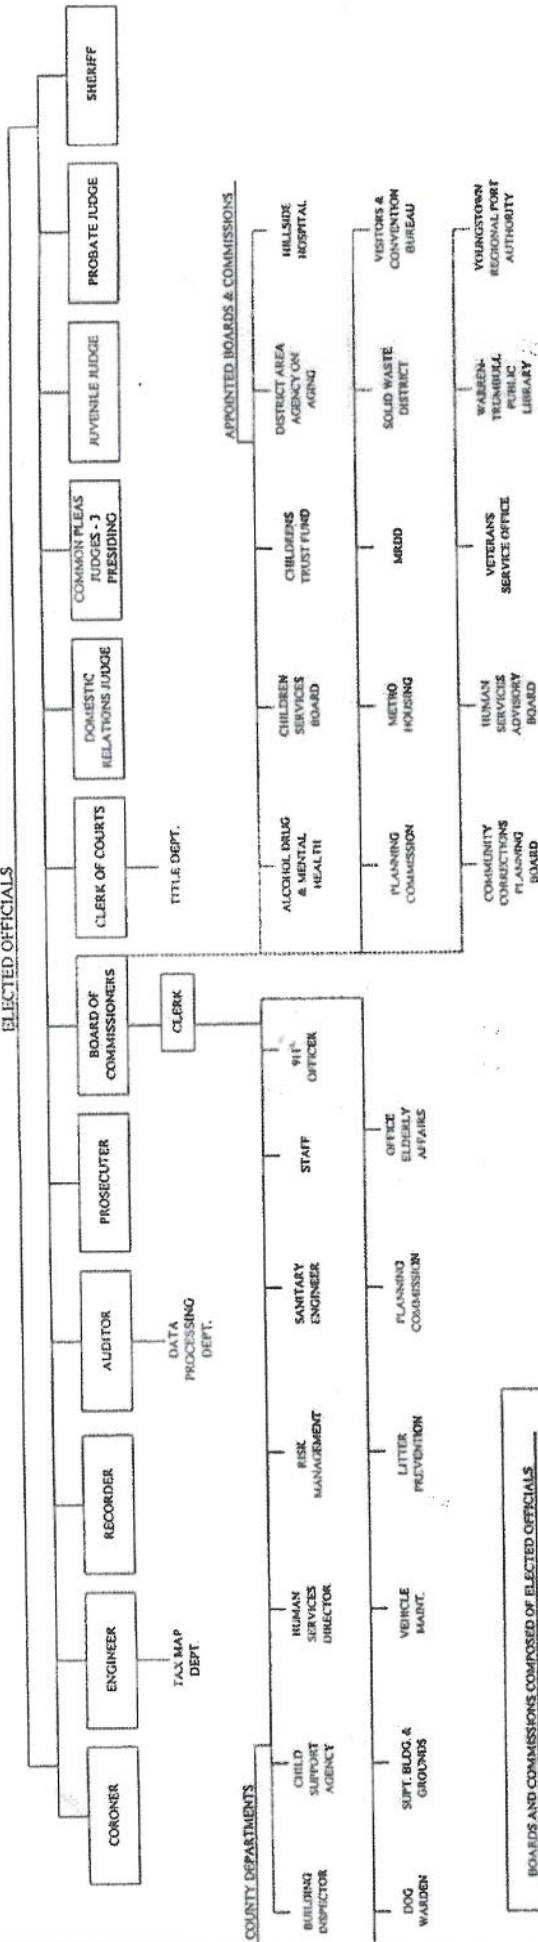 ELECTED OFFICIALS
CORONER
ENGINEER
RECORDER
AUDITOR
PROSECUTER
BOARD OF
COMMISSIONERS
CLERK OF COURTS
DOMESTIC
RELATIONS JUDGE
COMMON PLEAS
JUDGES - 3
PRESIDING
JUVENILE JUDGE
PROBATE JUDGE
SHERIFF
TAX MAP
DEPT.
DATA
PROCESSING
DEPT.
CLERK
TITLE DEPT.
COUNTY DEPARTMENTS
BUILDING
INSPECTOR
CHILD
SUPPORT
AGENCY
HUMAN
SERVICES
DIRECTOR
RISK
MANAGEMENT
SANITARY
ENGINEER
STAFF
911
OFFICER
DOG
WARDEN
SUPT. BLDG. &
GROUNDS
VEHICLE
MAINT.
LITTER
PREVENTION
PLANNING
COMMISSION
OFFICE
ELDERLY
AFFAIRS
APPOINTED BOARDS & COMMISSIONS
ALCOHOL DRUG
& MENTAL
HEALTH
CHILDREN
SERVICES
BOARD
CHILDRENS
TRUST FUND
DISTRICT AREA
AGENCY ON
AGING
HILLSIDE
HOSPITAL
PLANNING
COMMISSION
METRO
HOUSING
MRDD
SOLID WASTE
DISTRICT
VISITORS &
CONVENTION
BUREAU
COMMUNITY
CORRECTIONS
PLANNING
BOARD
HUMAN
SERVICES
ADVISORY
BOARD
VETERANS
SERVICE OFFICE
WARREN-
TRUMBULL
PUBLIC
LIBRARY
YOUNGSTOWN
REGIONAL PORT
AUTHORITY
BOARDS AND COMMISSIONS COMPOSED OF ELECTED OFFICIALS